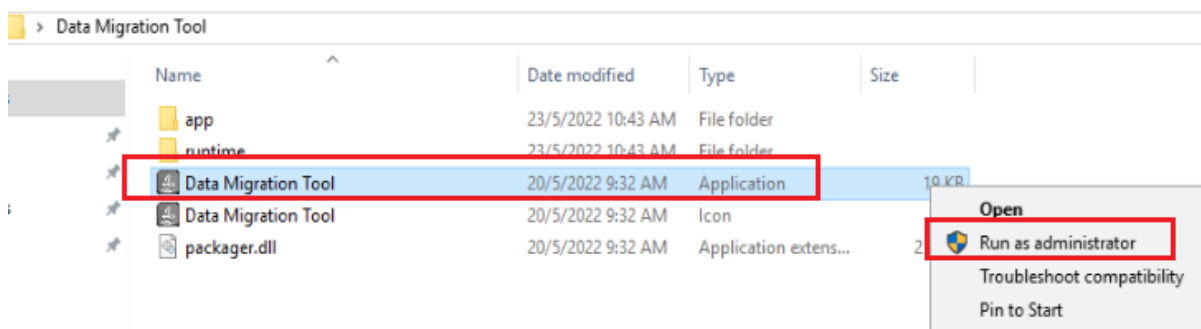 > Data Migration Tool
Name Date modified Type Size
app 23/5/2022 10:43 AM File folder
runtime 23/5/2022 10:43 AM File folder
Data Migration Tool 20/5/2022 9:32 AM Application 19 KB
Data Migration Tool 20/5/2022 9:32 AM Icon
packager.dll 20/5/2022 9:32 AM Application extens... 2
Open
Run as administrator
Troubleshoot compatibility
Pin to Start